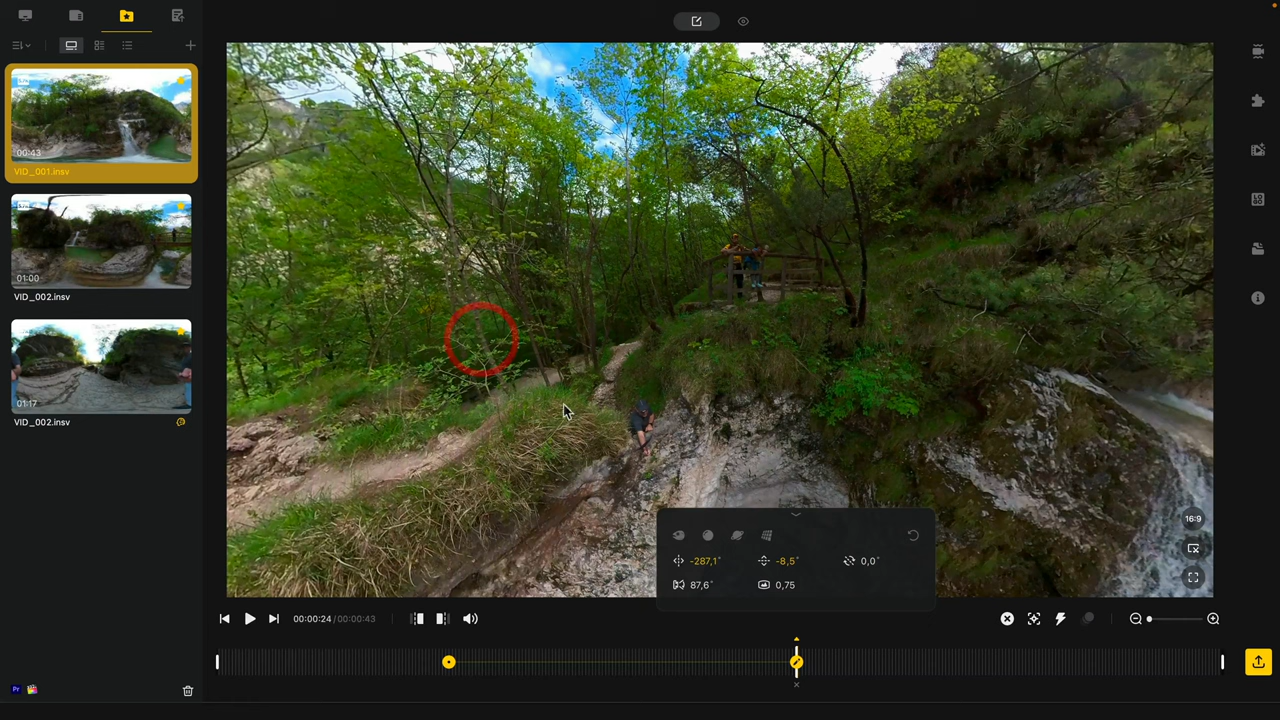 00:43
VID_001.insv
01:00
VID_002.insv
01:17
VID_002.insv
-287,1°
-8,5°
0,0°
87,6°
0,75
16:9
00:00:24 / 00:00:43
Pr